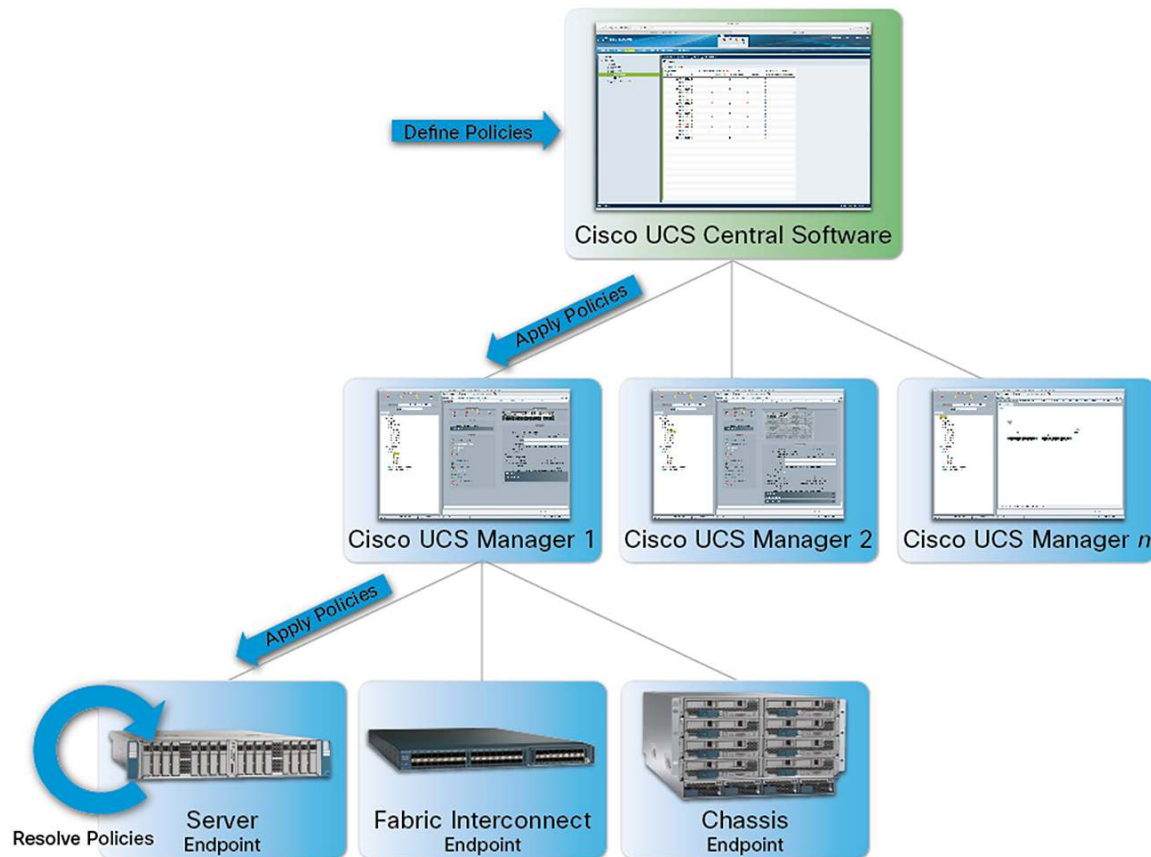 Define Policies
Cisco UCS Central Software
Apply Policies
Cisco UCS Manager 1
Cisco UCS Manager 2
Cisco UCS Manager n
Apply Policies
Resolve Policies
Server
Endpoint
Fabric Interconnect
Endpoint
Chassis
Endpoint